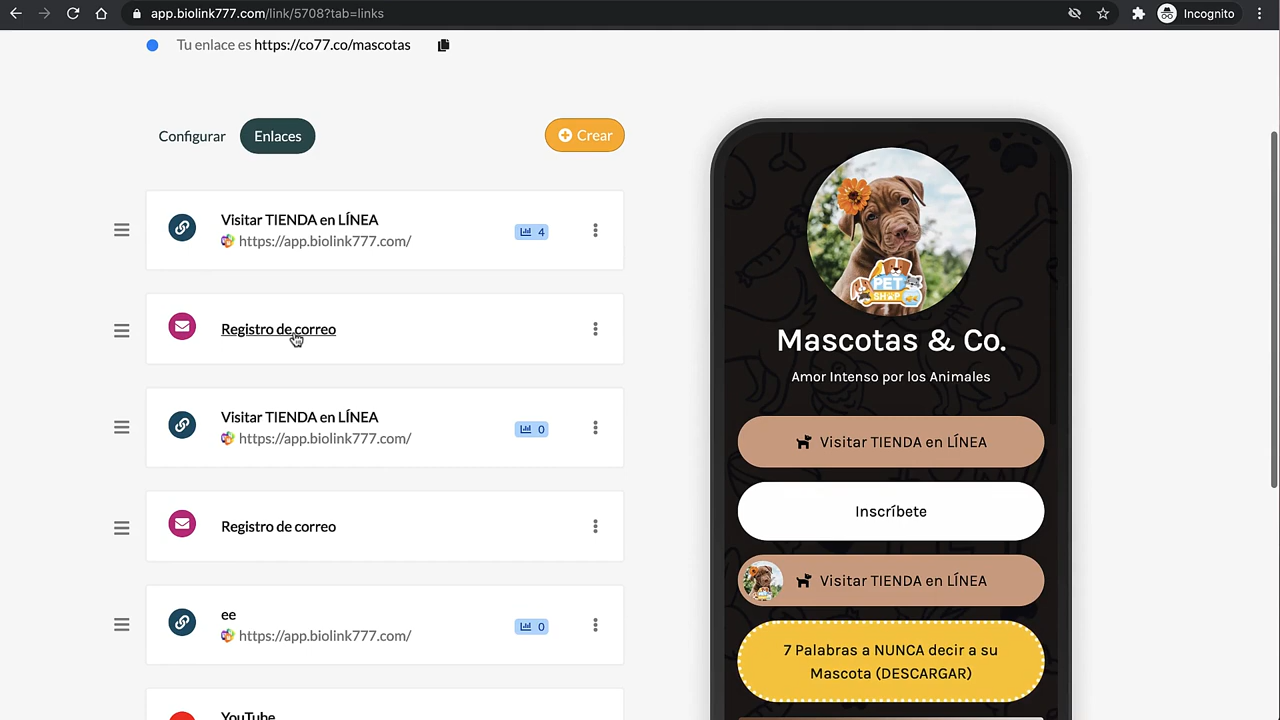 app.biolink777.com/link/5708?tab=links
Incognito
Tu enlace es https://co77.co/mascotas
Configurar
Enlaces
Crear
Visitar TIENDA en LÍNEA
https://app.biolink777.com/
4
Registro de correo
Visitar TIENDA en LÍNEA
https://app.biolink777.com/
0
Registro de correo
ee
https://app.biolink777.com/
0
YouTube
PET
SHOP
Mascotas & Co.
Amor Intenso por los Animales
Visitar TIENDA en LÍNEA
Inscríbete
Visitar TIENDA en LÍNEA
7 Palabras a NUNCA decir a su
Mascota (DESCARGAR)